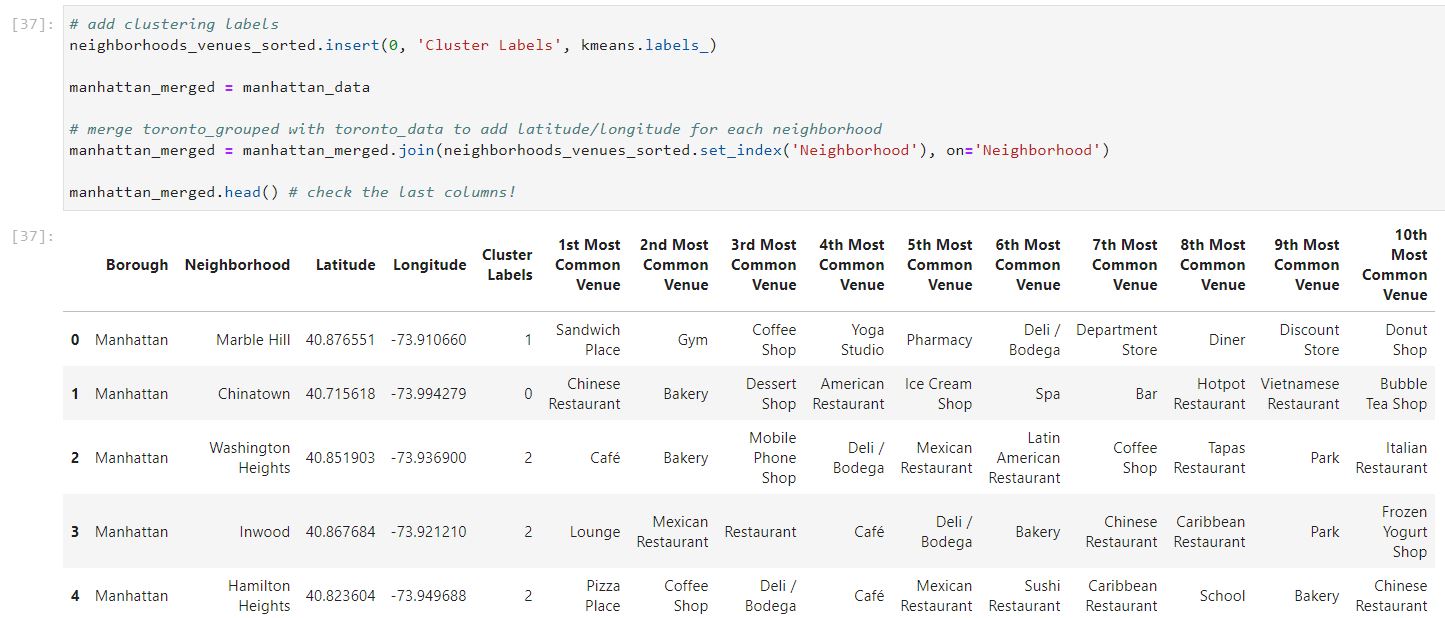 [37]:
# add clustering labels
neighborhoods_venues_sorted.insert(0, 'Cluster Labels', kmeans.labels_)
manhattan_merged = manhattan_data
# merge toronto_grouped with toronto_data to add latitude/longitude for each neighborhood
manhattan_merged = manhattan_merged.join(neighborhoods_venues_sorted.set_index('Neighborhood'), on='Neighborhood')
manhattan_merged.head() # check the last columns!
[37]:
Borough Neighborhood Latitude Longitude Cluster Labels 1st Most Common Venue 2nd Most Common Venue 3rd Most Common Venue 4th Most Common Venue 5th Most Common Venue 6th Most Common Venue 7th Most Common Venue 8th Most Common Venue 9th Most Common Venue 10th Most Common Venue
0 Manhattan Marble Hill 40.876551 -73.910660 1 Sandwich Place Gym Coffee Shop Yoga Studio Pharmacy Deli / Bodega Department Store Diner Discount Store Donut Shop
1 Manhattan Chinatown 40.715618 -73.994279 0 Chinese Restaurant Bakery Dessert Shop American Restaurant Ice Cream Shop Spa Bar Hotpot Restaurant Vietnamese Restaurant Bubble Tea Shop
2 Manhattan Washington Heights 40.851903 -73.936900 2 Café Bakery Mobile Phone Shop Deli / Bodega Mexican Restaurant Latin American Restaurant Coffee Shop Tapas Restaurant Park Italian Restaurant
3 Manhattan Inwood 40.867684 -73.921210 2 Lounge Mexican Restaurant Restaurant Café Deli / Bodega Bakery Chinese Restaurant Caribbean Restaurant Park Frozen Yogurt Shop
4 Manhattan Hamilton Heights 40.823604 -73.949688 2 Pizza Place Coffee Shop Deli / Bodega Café Mexican Restaurant Sushi Restaurant Caribbean Restaurant School Bakery Chinese Restaurant